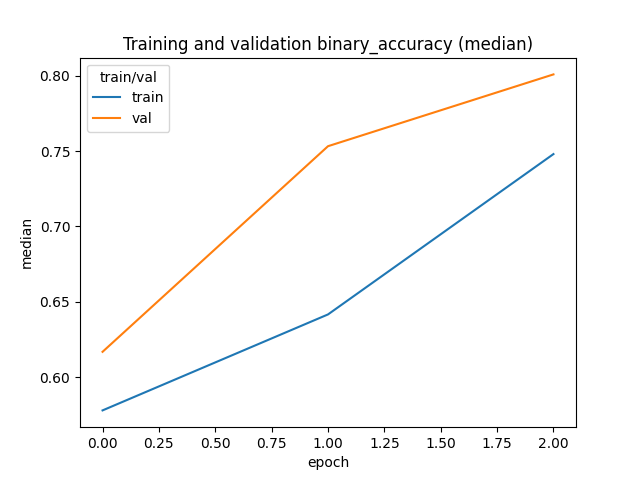 Training and validation binary_accuracy (median)
train/val
train
val
0.80
0.75
0.70
0.65
0.60
median
0.00 0.25 0.50 0.75 1.00 1.25 1.50 1.75 2.00
epoch